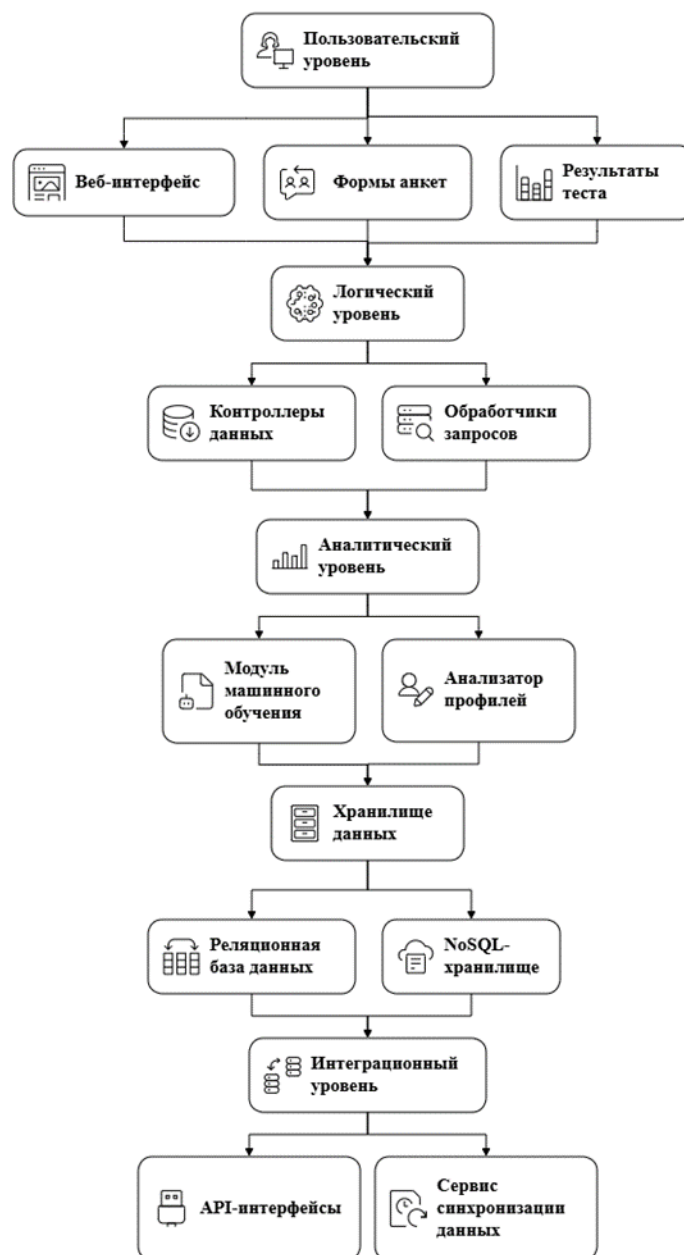 Пользовательский
уровень
Веб-интерфейс
Формы анкет
Результаты
теста
Логический
уровень
Контроллеры
данных
Обработчики
запросов
Аналитический
уровень
Модуль
машинного
обучения
Анализатор
профилей
Хранилище
данных
Реляционная
база данных
NoSQL-
хранилище
Интеграционный
уровень
API-интерфейсы
Сервис
синхронизации
данных